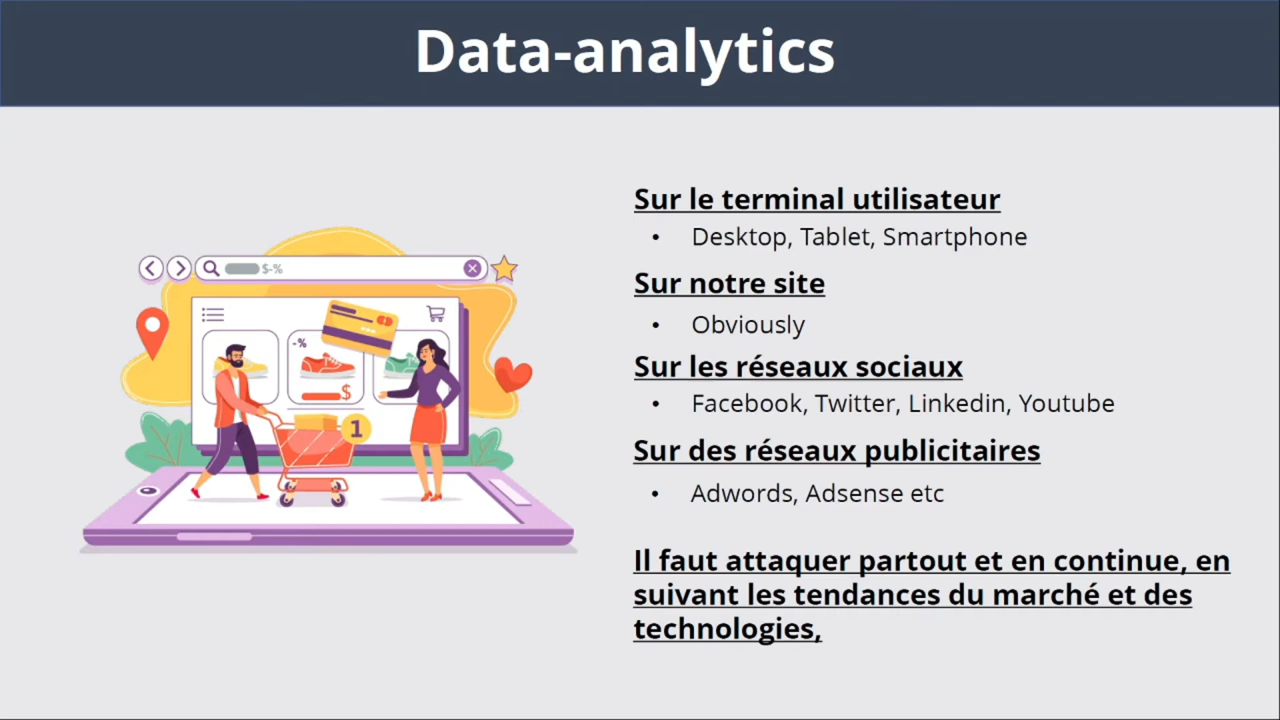 Data-analytics
Sur le terminal utilisateur
• Desktop, Tablet, Smartphone
Sur notre site
• Obviously
Sur les réseaux sociaux
• Facebook, Twitter, Linkedin, Youtube
Sur des réseaux publicitaires
• Adwords, Adsense etc
Il faut attaquer partout et en continue, en
suivant les tendances du marché et des
technologies,
$-%
-%
$
1